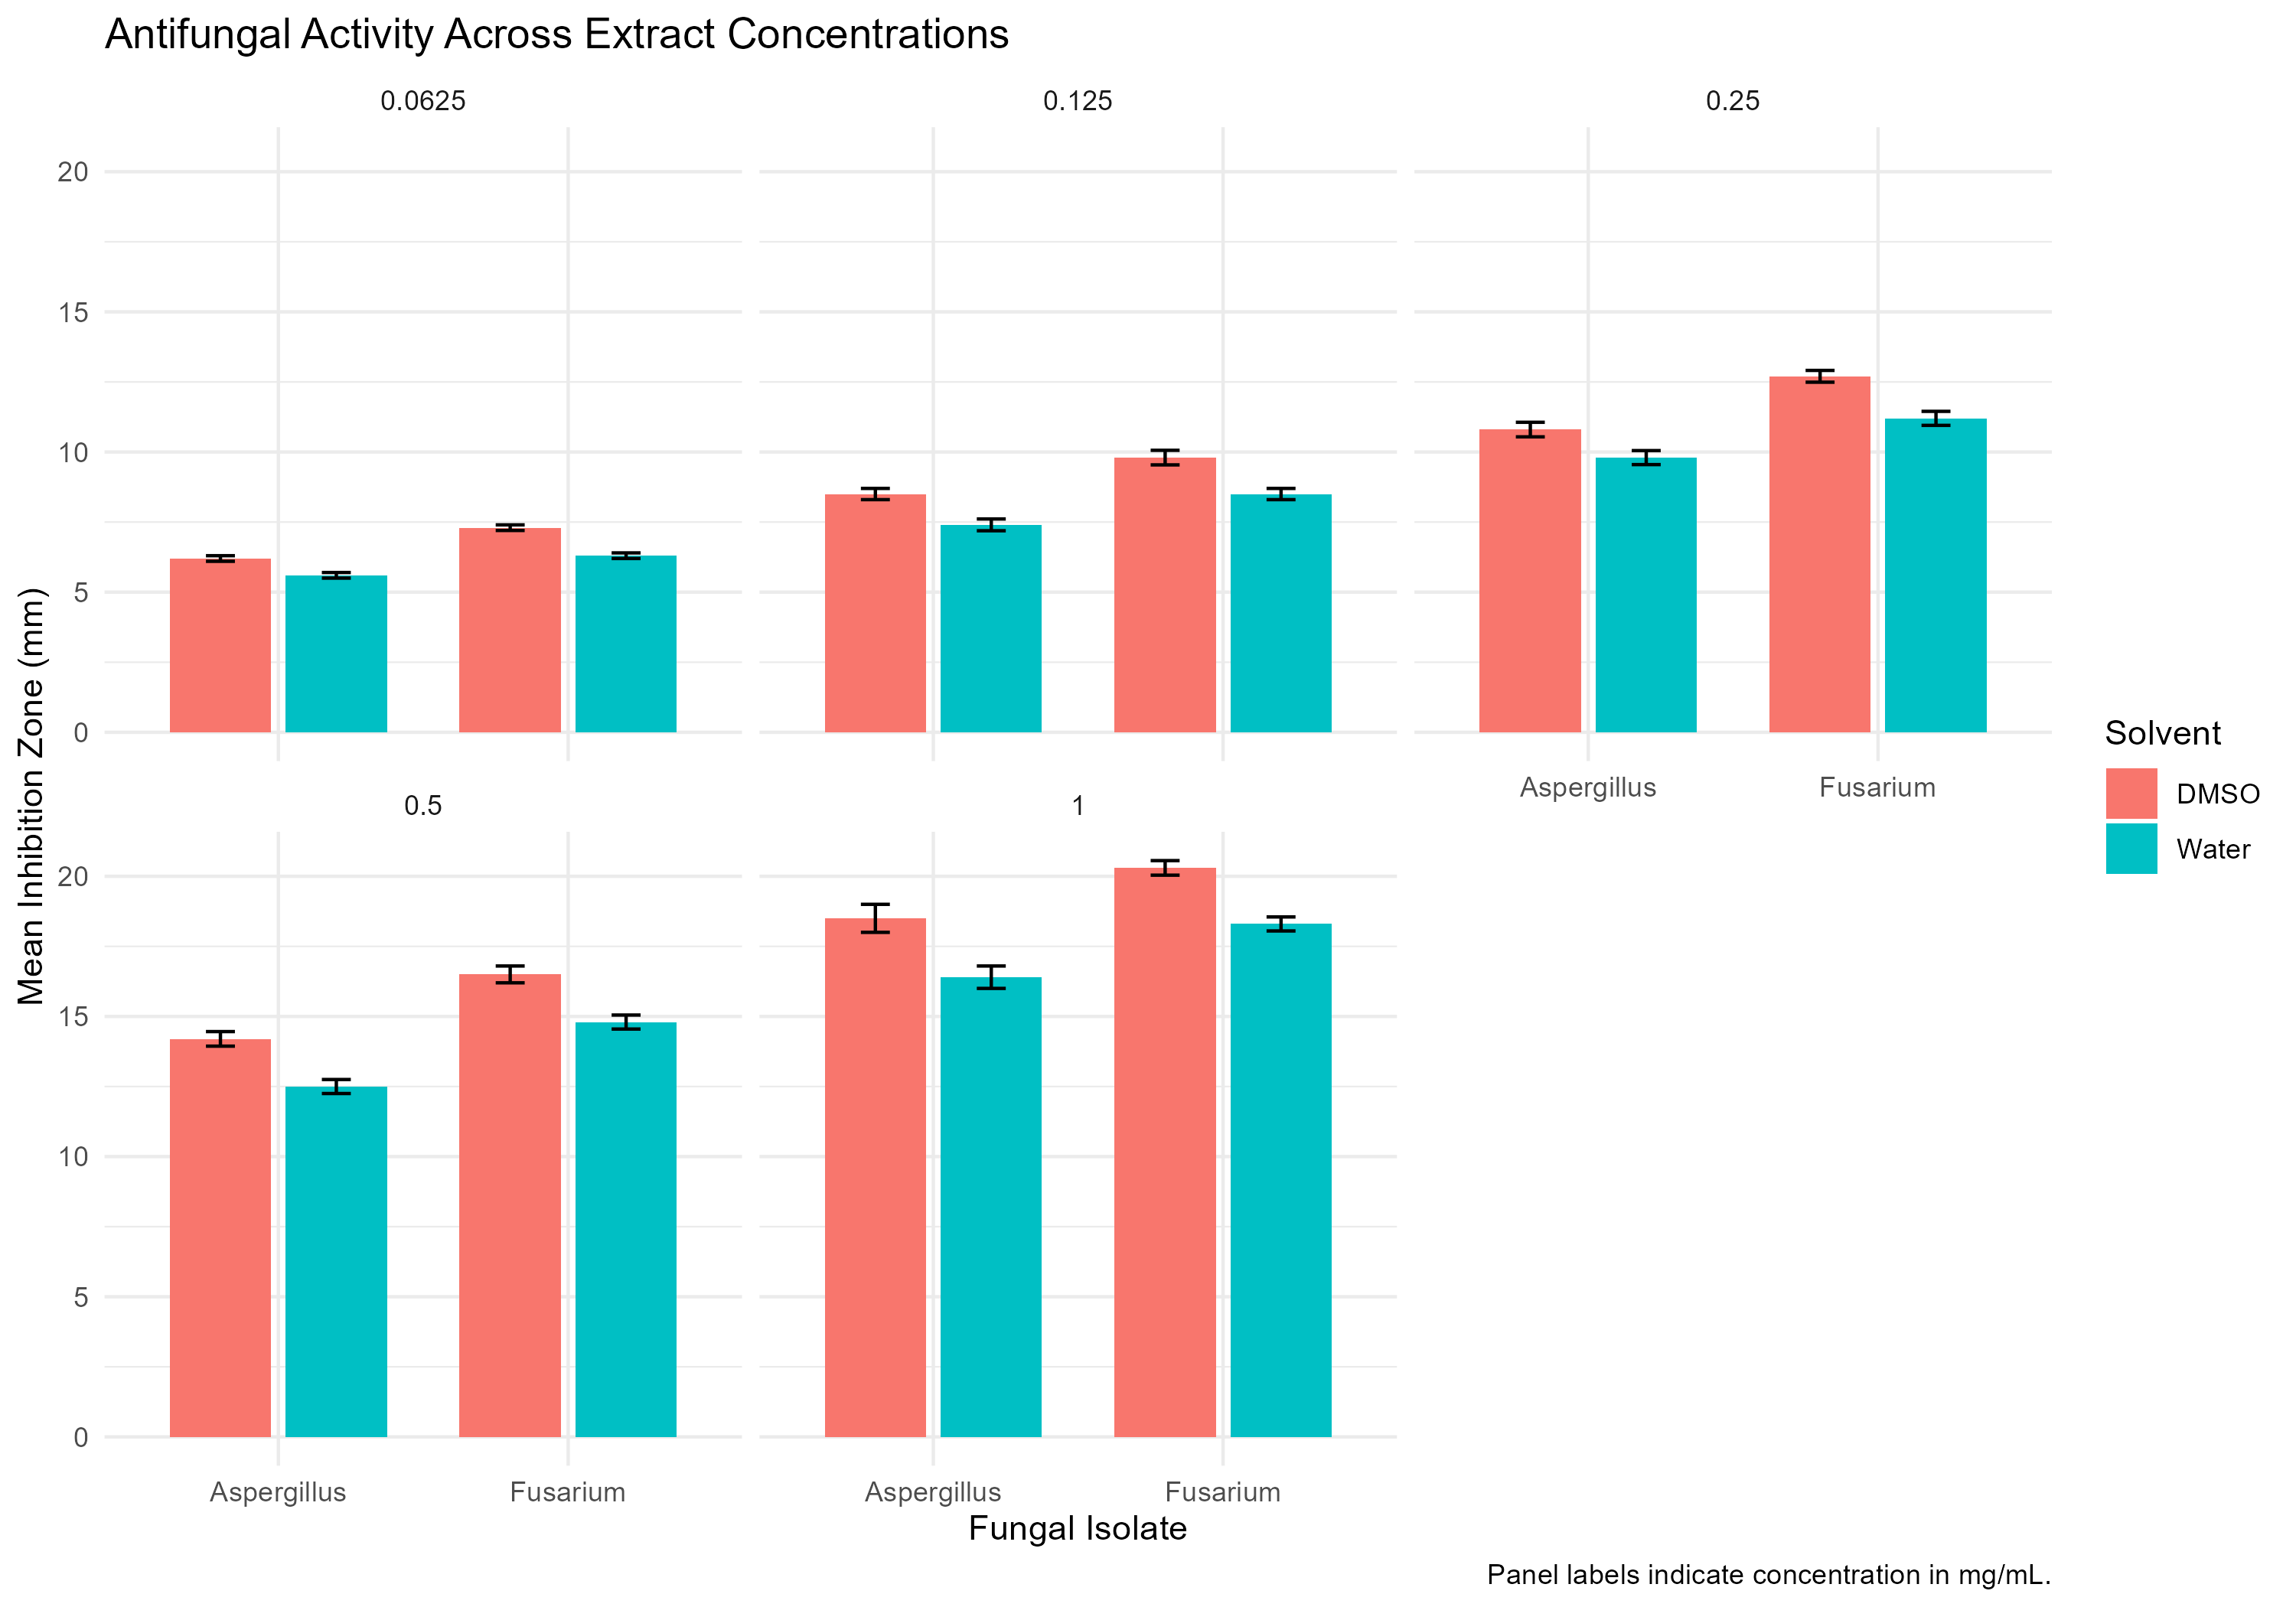 Antifungal Activity Across Extract Concentrations
0.0625
0.125
0.25
20
15
10
5
0
Aspergillus
Fusarium
0.5
1
20
15
10
5
0
Aspergillus
Fusarium
Aspergillus
Fusarium
Mean Inhibition Zone (mm)
Fungal Isolate
Solvent
DMSO
Water
Panel labels indicate concentration in mg/mL.